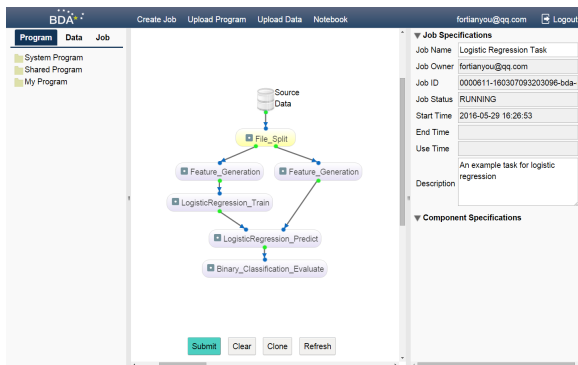 BDA
Create Job Upload Program Upload Data Notebook
fortianyou@qq.com Logout
Program Data Job
System Program
Shared Program
My Program
Source
Data
File_Split
Feature_Generation Feature_Generation
LogisticRegression_Train
LogisticRegression_Predict
Binary_Classification_Evaluate
Submit Clear Clone Refresh
Job Specifications
Job Name Logistic Regression Task
Job Owner fortianyou@qq.com
Job ID 0000611-160307093203096-bda-
Job Status RUNNING
Start Time 2016-05-29 16:26:53
End Time
Use Time
Description An example task for logistic
regression
Component Specifications